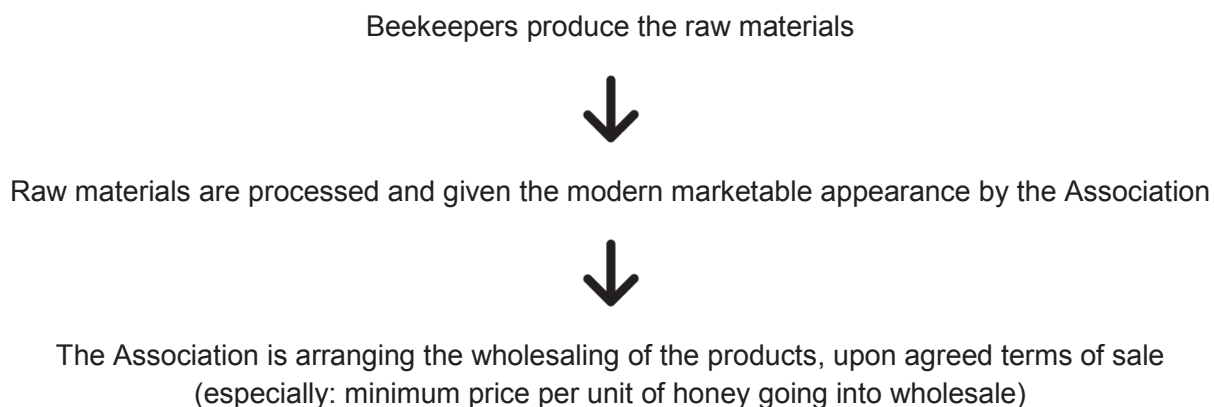 Beekeepers produce the raw materials
Raw materials are processed and given the modern marketable appearance by the Association
The Association is arranging the wholesaling of the products, upon agreed terms of sale
(especially: minimum price per unit of honey going into wholesale)